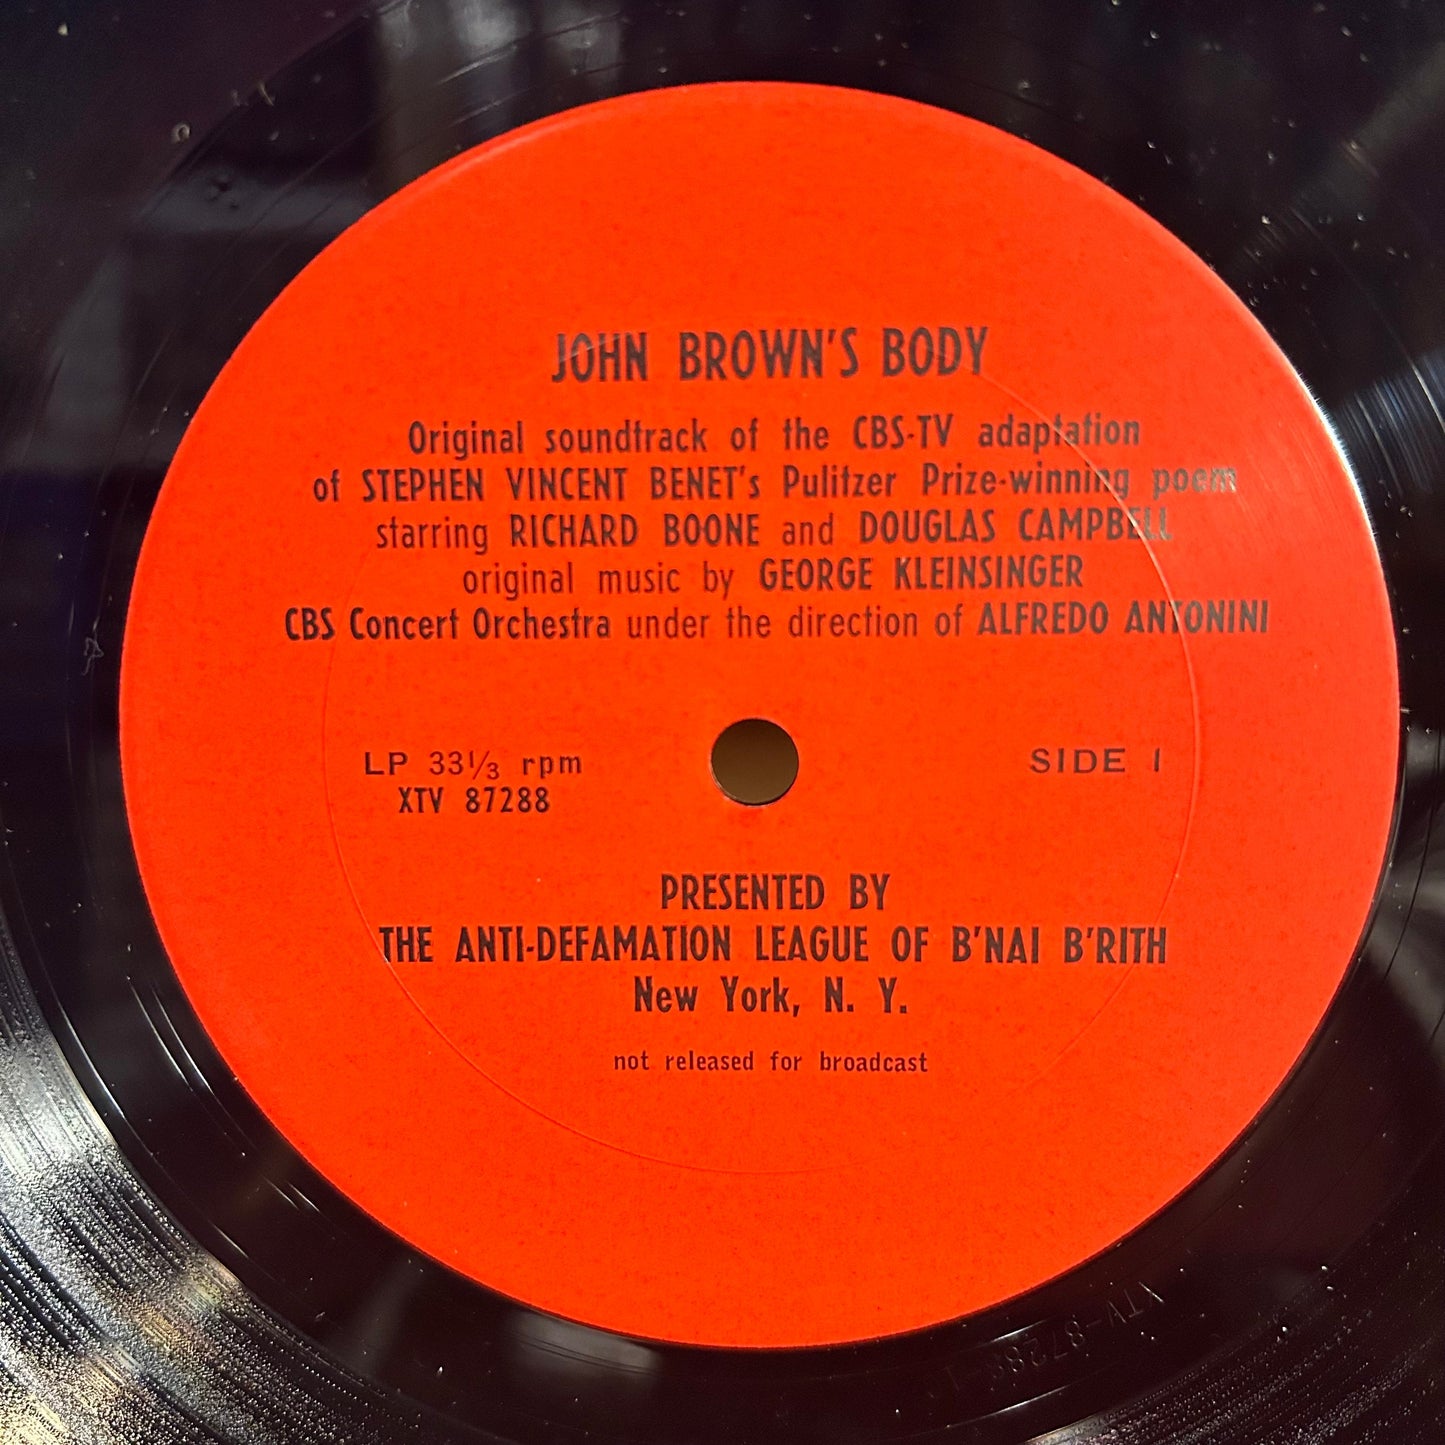 JOHN BROWN'S BODY
Original soundtrack of the CBS-TV adaptation
of STEPHEN VINCENT BENET's Pulitzer Prize-winning poem
starring RICHARD BOONE and DOUGLAS CAMPBELL
original music by GEORGE KLEINSINGER
CBS Concert Orchestra under the direction of ALFREDO ANTONINI
LP 33⅓ rpm
XTV 87288
SIDE 1
PRESENTED BY
THE ANTI-DEFAMATION LEAGUE OF B'NAI B'RITH
New York, N. Y.
not released for broadcast